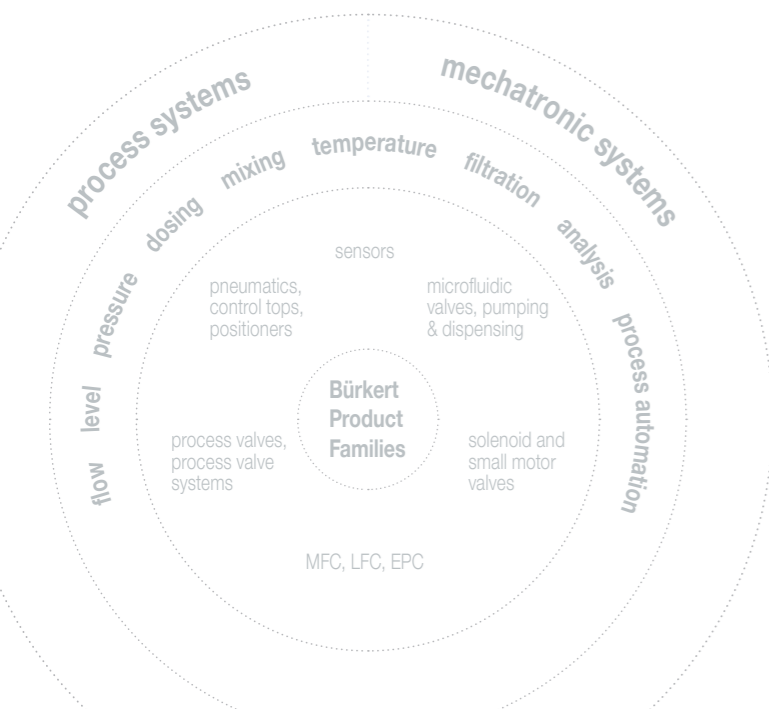 process systems
mechatronic systems
flow
level
pressure
dosing
mixing
temperature
filtration
analysis
process automation
sensors
pneumatics,
control tops,
positioners
microfluidic
valves, pumping
& dispensing
Bürkert
Product
Families
process valves,
process valve
systems
solenoid and
small motor
valves
MFC, LFC, EPC